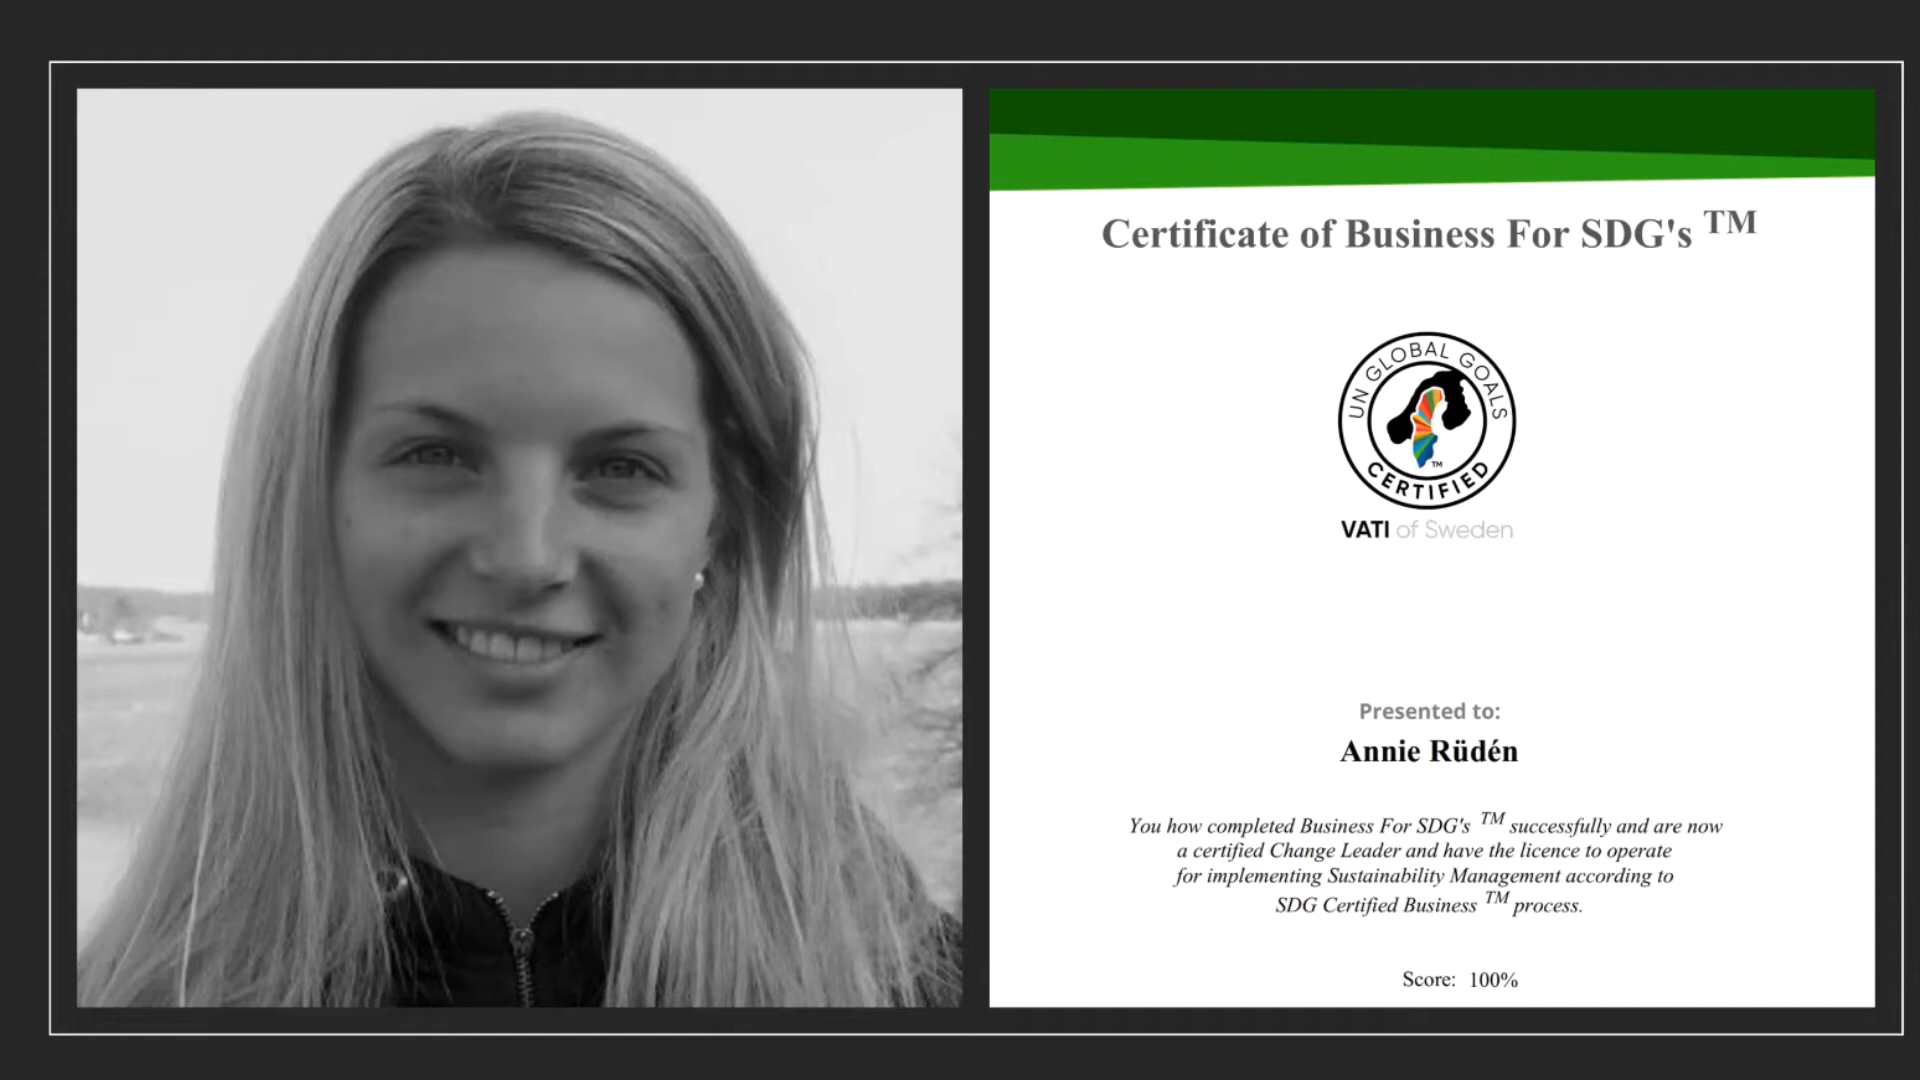 Certificate of Business For SDG's TM
UN GLOBAL GOALS
TM
CERTIFIED
VATI of Sweden
Presented to:
Annie Rüdén
You how completed Business For SDG's TM successfully and are now
a certified Change Leader and have the licence to operate
for implementing Sustainability Management according to
SDG Certified Business TM process.
Score: 100%